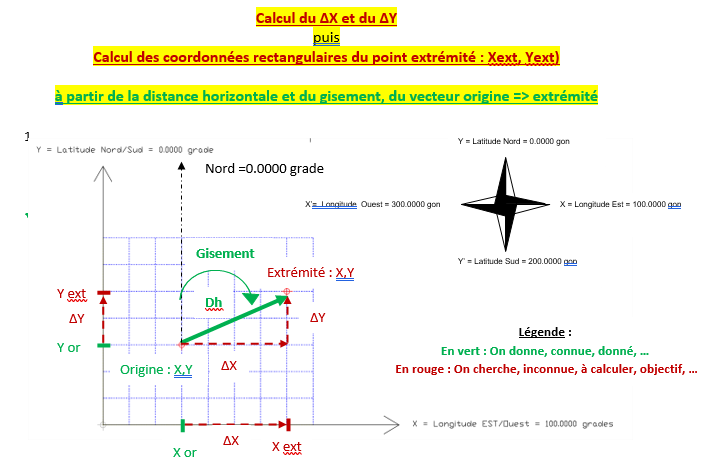 Calcul du ΔX et du ΔY
puis
Calcul des coordonnées rectangulaires du point extrémité : Xext, Yext)
à partir de la distance horizontale et du gisement, du vecteur origine => extrémité
Y = Latitude Nord/Sud = 0.0000 grade
Nord =0.0000 grade
Y = Latitude Nord = 0.0000 gon
X'= Longitude Ouest = 300.0000 gon
X = Longitude Est = 100.0000 gon
Y' = Latitude Sud = 200.0000 gon
Gisement
Extrémité : X,Y
Y ext
Dh
ΔY
ΔY
Y or
Origine : X,Y
ΔX
Légende :
En vert : On donne, connue, donné, …
En rouge : On cherche, inconnue, à calculer, objectif, …
X = Longitude EST/Ouest = 100.0000 grades
X or
ΔX
X ext